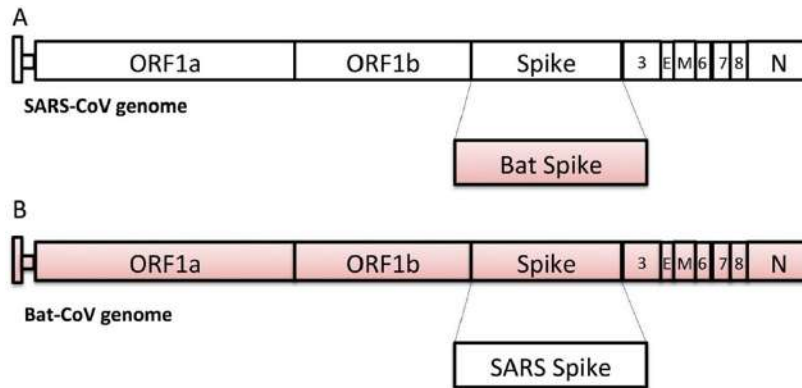 A
ORF1a ORF1b Spike 3 E M 6 7 8 N
SARS-CoV genome
Bat Spike
B
ORF1a ORF1b Spike 3 E M 6 7 8 N
Bat-CoV genome
SARS Spike